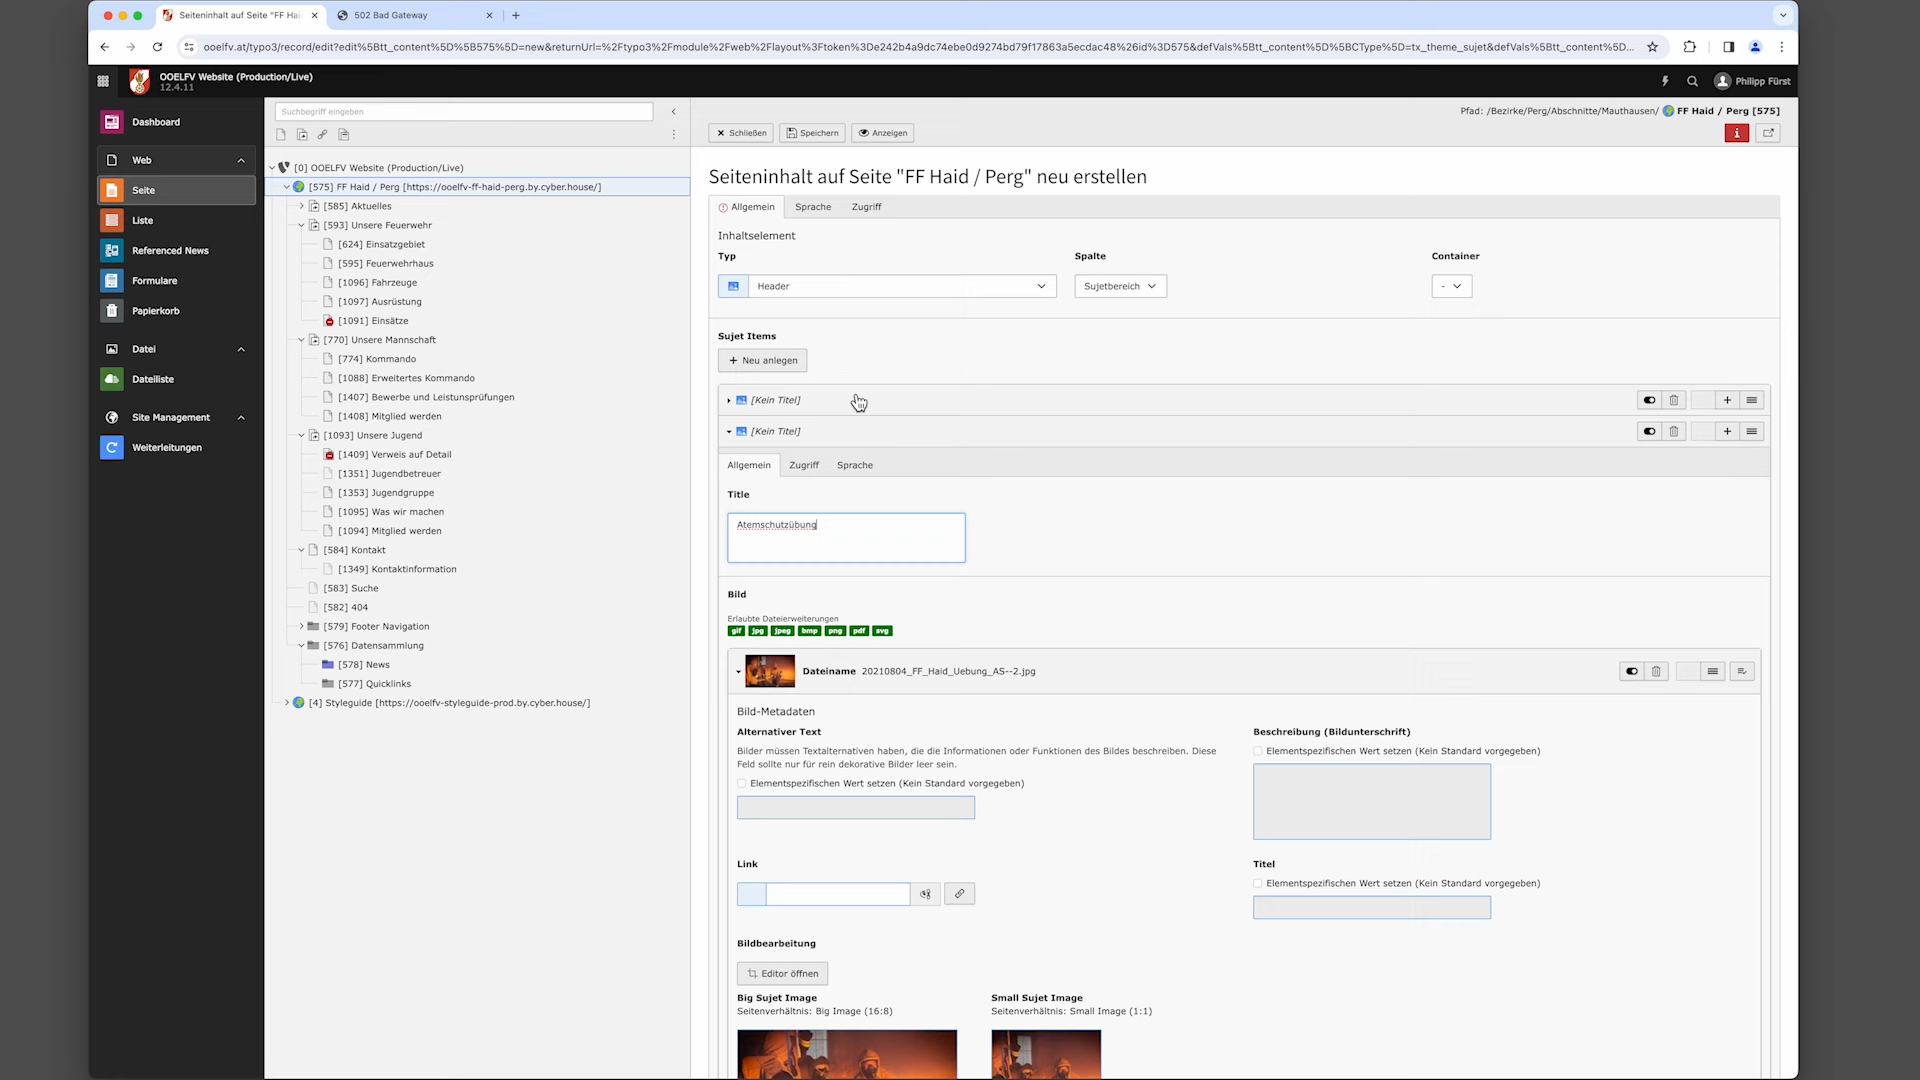 Seiteninhalt auf Seite "FF Hai
502 Bad Gateway
ooelfv.at/typo3/record/edit?edit%5Btt_content%5D%5B575%5D=new&returnUrl=%2Ftypo3%2Fmodule%2Fweb%2Flayout%3Ftoken%3De242b4a9dc74ebe0d9274bd79f17863a5ecdac48%26id%3D575&defVals%5Btt_content%5D%5BCType%5D=tx_theme_sujet&defVals%5Btt_content%5D...
OOELFV Website (Production/Live)
12.4.11
Philipp Fürst
Dashboard
Web
Seite
Liste
Referenced News
Formulare
Papierkorb
Datei
Dateiliste
Site Management
Weiterleitungen
Suchbegriff eingeben
[0] OOELFV Website (Production/Live)
[575] FF Haid / Perg [https://ooelfv-ff-haid-perg.by.cyber.house/]
[585] Aktuelles
[593] Unsere Feuerwehr
[624] Einsatzgebiet
[595] Feuerwehrhaus
[1096] Fahrzeuge
[1097] Ausrüstung
[1091] Einsätze
[770] Unsere Mannschaft
[774] Kommando
[1088] Erweitertes Kommando
[1407] Bewerbe und Leistunsprüfungen
[1408] Mitglied werden
[1093] Unsere Jugend
[1409] Verweis auf Detail
[1351] Jugendbetreuer
[1353] Jugendgruppe
[1095] Was wir machen
[1094] Mitglied werden
[584] Kontakt
[1349] Kontaktinformation
[583] Suche
[582] 404
[579] Footer Navigation
[576] Datensammlung
[578] News
[577] Quicklinks
[4] Styleguide [https://ooelfv-styleguide-prod.by.cyber.house/]
Pfad: /Bezirke/Perg/Abschnitte/Mauthausen/ FF Haid / Perg [575]
Schließen Speichern Anzeigen
Seiteninhalt auf Seite "FF Haid / Perg" neu erstellen
Allgemein Sprache Zugriff
Inhaltselement
Typ Spalte Container
Header Sujetbereich -
Sujet Items
+ Neu anlegen
[Kein Titel]
[Kein Titel]
Allgemein Zugriff Sprache
Title
Atemschutzübung
Bild
Erlaubte Dateierweiterungen
gif jpg jpeg bmp png pdf svg
Dateiname 20210804_FF_Haid_Uebung_AS--2.jpg
Bild-Metadaten
Alternativer Text
Bilder müssen Textalternativen haben, die die Informationen oder Funktionen des Bildes beschreiben. Diese
Feld sollte nur für rein dekorative Bilder leer sein.
Elementspezifischen Wert setzen (Kein Standard vorgegeben)
Beschreibung (Bildunterschrift)
Elementspezifischen Wert setzen (Kein Standard vorgegeben)
Link
Titel
Elementspezifischen Wert setzen (Kein Standard vorgegeben)
Bildbearbeitung
Editor öffnen
Big Sujet Image
Seitenverhältnis: Big Image (16:8)
Small Sujet Image
Seitenverhältnis: Small Image (1:1)